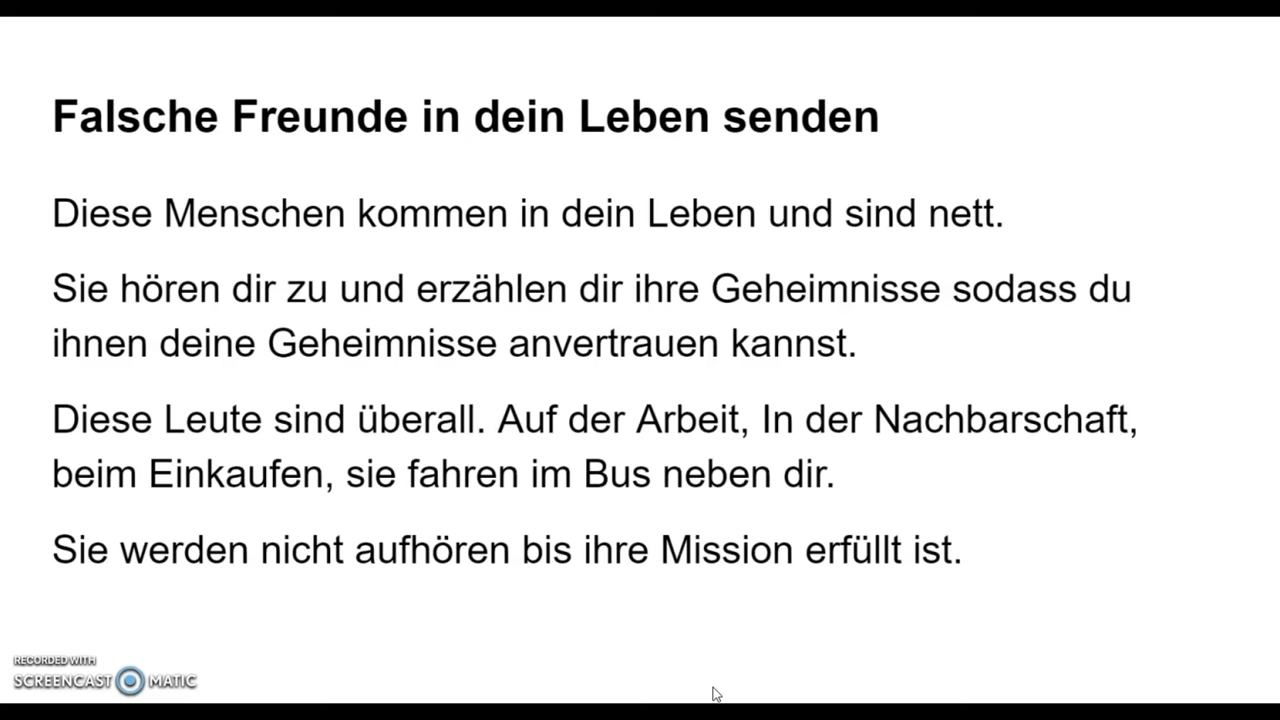 Falsche Freunde in dein Leben senden
Diese Menschen kommen in dein Leben und sind nett.
Sie hören dir zu und erzählen dir ihre Geheimnisse sodass du
ihnen deine Geheimnisse anvertrauen kannst.
Diese Leute sind überall. Auf der Arbeit, In der Nachbarschaft,
beim Einkaufen, sie fahren im Bus neben dir.
Sie werden nicht aufhören bis ihre Mission erfüllt ist.
RECORDED WITH
SCREENCAST MATIC